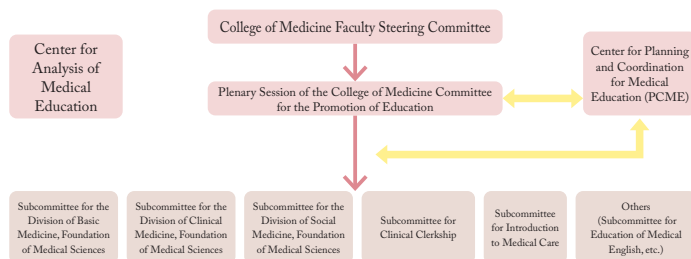 College of Medicine Faculty Steering Committee
Center for
Analysis of
Medical
Education
Center for Planning
and Coordination
for Medical
Education (PCME)
Plenary Session of the College of Medicine Committee
for the Promotion of Education
Subcommittee for the
Division of Basic
Medicine, Foundation
of Medical Sciences
Subcommittee for the
Division of Clinical
Medicine, Foundation
of Medical Sciences
Subcommittee for the
Division of Social
Medicine, Foundation
of Medical Sciences
Subcommittee for
Clinical Clerkship
Subcommittee
for Introduction
to Medical Care
Others
(Subcommittee for
Education of Medical
English, etc.)